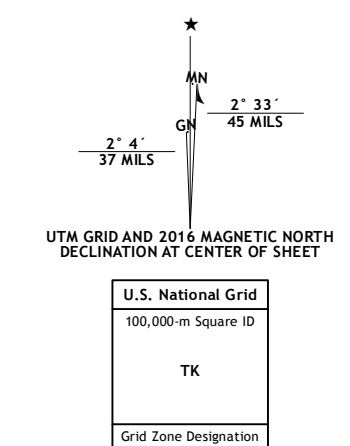 ★
MN
2° 33´
45 MILS
GN
2° 4´
37 MILS
UTM GRID AND 2016 MAGNETIC NORTH
DECLINATION AT CENTER OF SHEET
U.S. National Grid
100,000-m Square ID
TK
Grid Zone Designation